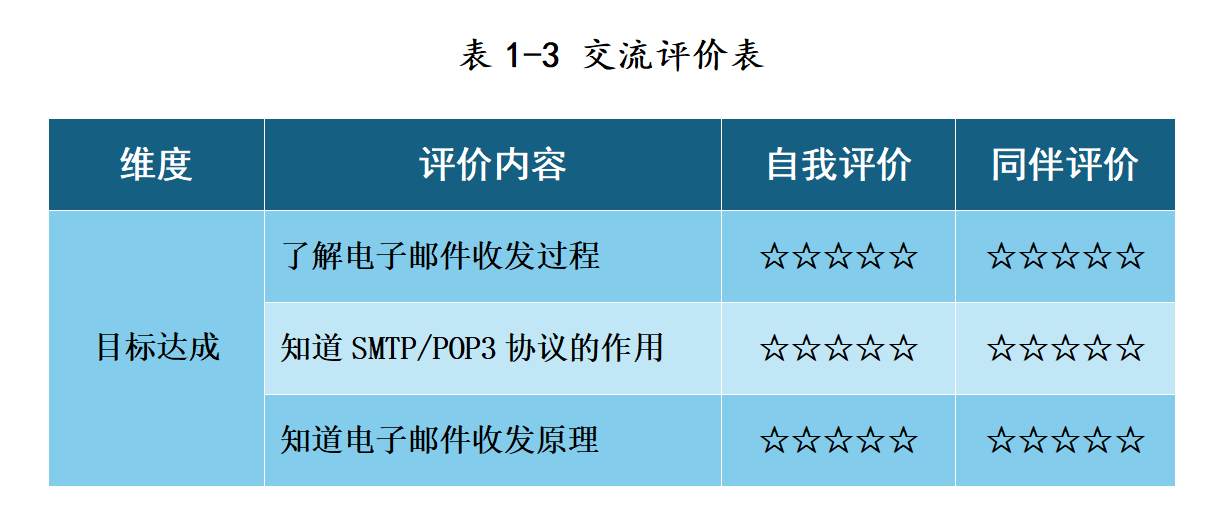 表 1-3 交流评价表
维度 评价内容 自我评价 同伴评价
了解电子邮件收发过程 ☆☆☆☆☆ ☆☆☆☆☆
目标达成 知道 SMTP/POP3 协议的作用 ☆☆☆☆☆ ☆☆☆☆☆
知道电子邮件收发原理 ☆☆☆☆☆ ☆☆☆☆☆